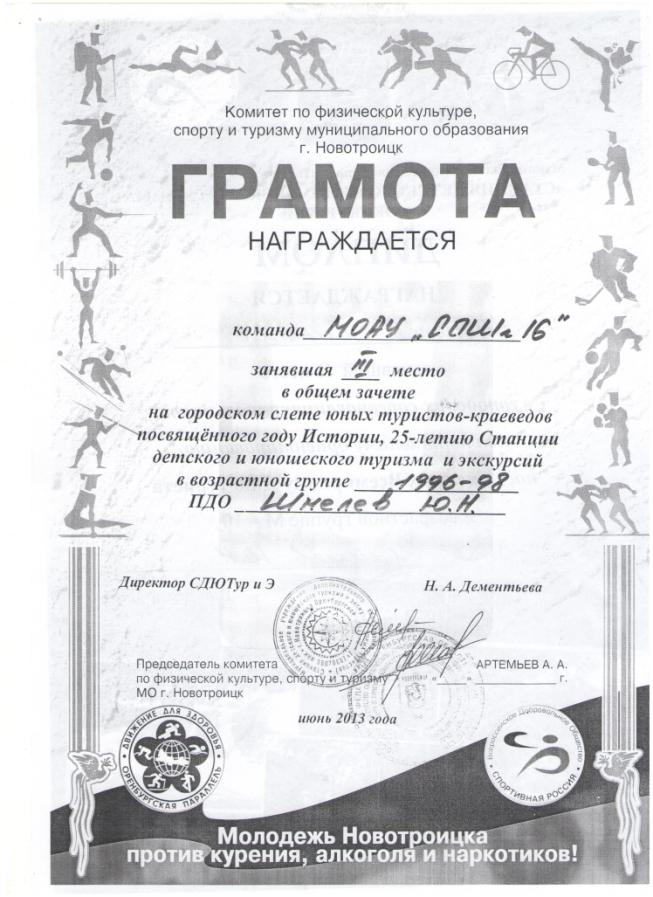 Комитет по физической культуре,
спорту и туризму муниципального образования
г. Новотроицк
ГРАМОТА
НАГРАЖДАЕТСЯ
команда МОАУ „СОШ № 16"
занявшая III место
в общем зачете
на городском слете юных туристов-краеведов
посвящённого году Истории, 25-летию Станции
детского и юношеского туризма и экскурсий
в возрастной группе 1996-98
ПДО Шмелев Ю.Н.
Директор СДЮТур и Э Н. А. Дементьева
Председатель комитета
по физической культуре, спорту и туризму
МО г. Новотроицк
АРТЕМЬЕВ А. А.
"___" г.
июнь 2013 года
ДВИЖЕНИЕ ДЛЯ ЗДОРОВЬЯ
ОРЕНБУРГСКАЯ ПАРАЛЛЕЛЬ
Всероссийское Добровольное Общество
СПОРТИВНАЯ РОССИЯ
Молодежь Новотроицка
против курения, алкоголя и наркотиков!